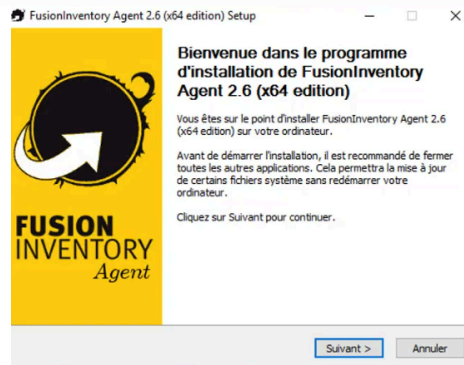 FusionInventory Agent 2.6 (x64 edition) Setup
Bienvenue dans le programme
d'installation de FusionInventory
Agent 2.6 (x64 edition)
Vous êtes sur le point d'installer FusionInventory Agent 2.6
(x64 edition) sur votre ordinateur.
Avant de démarrer l'installation, il est recommandé de fermer
toutes les autres applications. Cela permettra la mise à jour
de certains fichiers système sans redémarrer votre
ordinateur.
Cliquez sur Suivant pour continuer.
FUSION
INVENTORY
Agent
Suivant >
Annuler